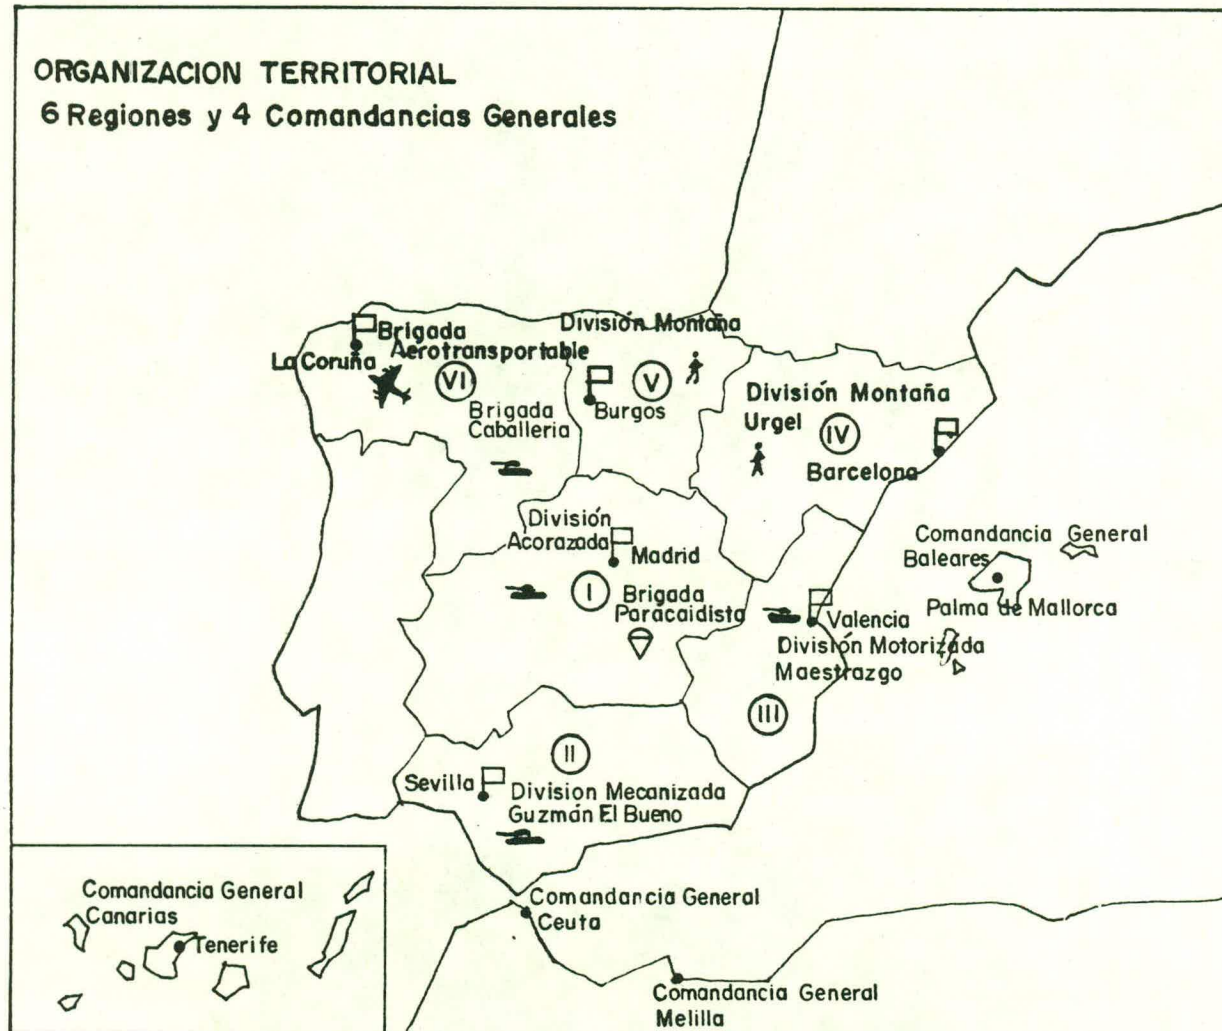 ORGANIZACION TERRITORIAL
6 Regiones y 4 Comandancias Generales
Brigada
Aerotransportable
La Coruña
VI
Brigada
Caballeria
División Montaña
V
Burgos
División Montaña
Urgel
IV
Barcelona
División
Acorazada
Madrid
I
Brigada
Paracaidista
Comandancia General
Baleares
Palma de Mallorca
Valencia
División Motorizada
Maestrazgo
III
II
Sevilla
Division Mecanizada
Guzmán El Bueno
Comandancia General
Canarias
Tenerife
Comandancia General
Ceuta
Comandancia General
Melilla